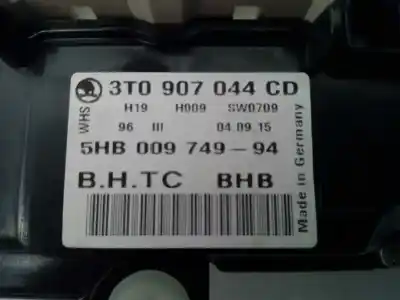 3T0 907 044 CD
H19 H009 SW0709
96 III 04.09.15
5HB 009 749-94
B.H.TC BHB
WHS
Made in Germany